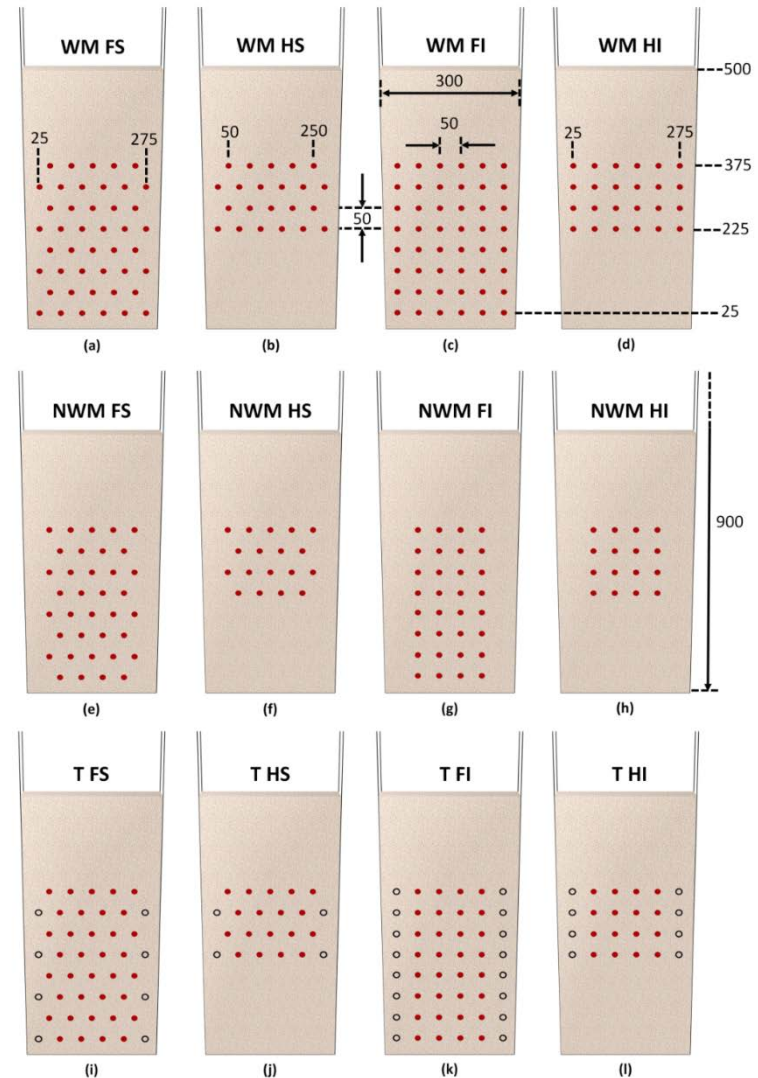 WM FS WM HS WM FI WM HI
500
300
25 275 50 250 50 25 275 375
50 225
25
(a) (b) (c) (d)
NWM FS NWM HS NWM FI NWM HI
900
(e) (f) (g) (h)
T FS T HS T FI T HI
(i) (j) (k) (l)